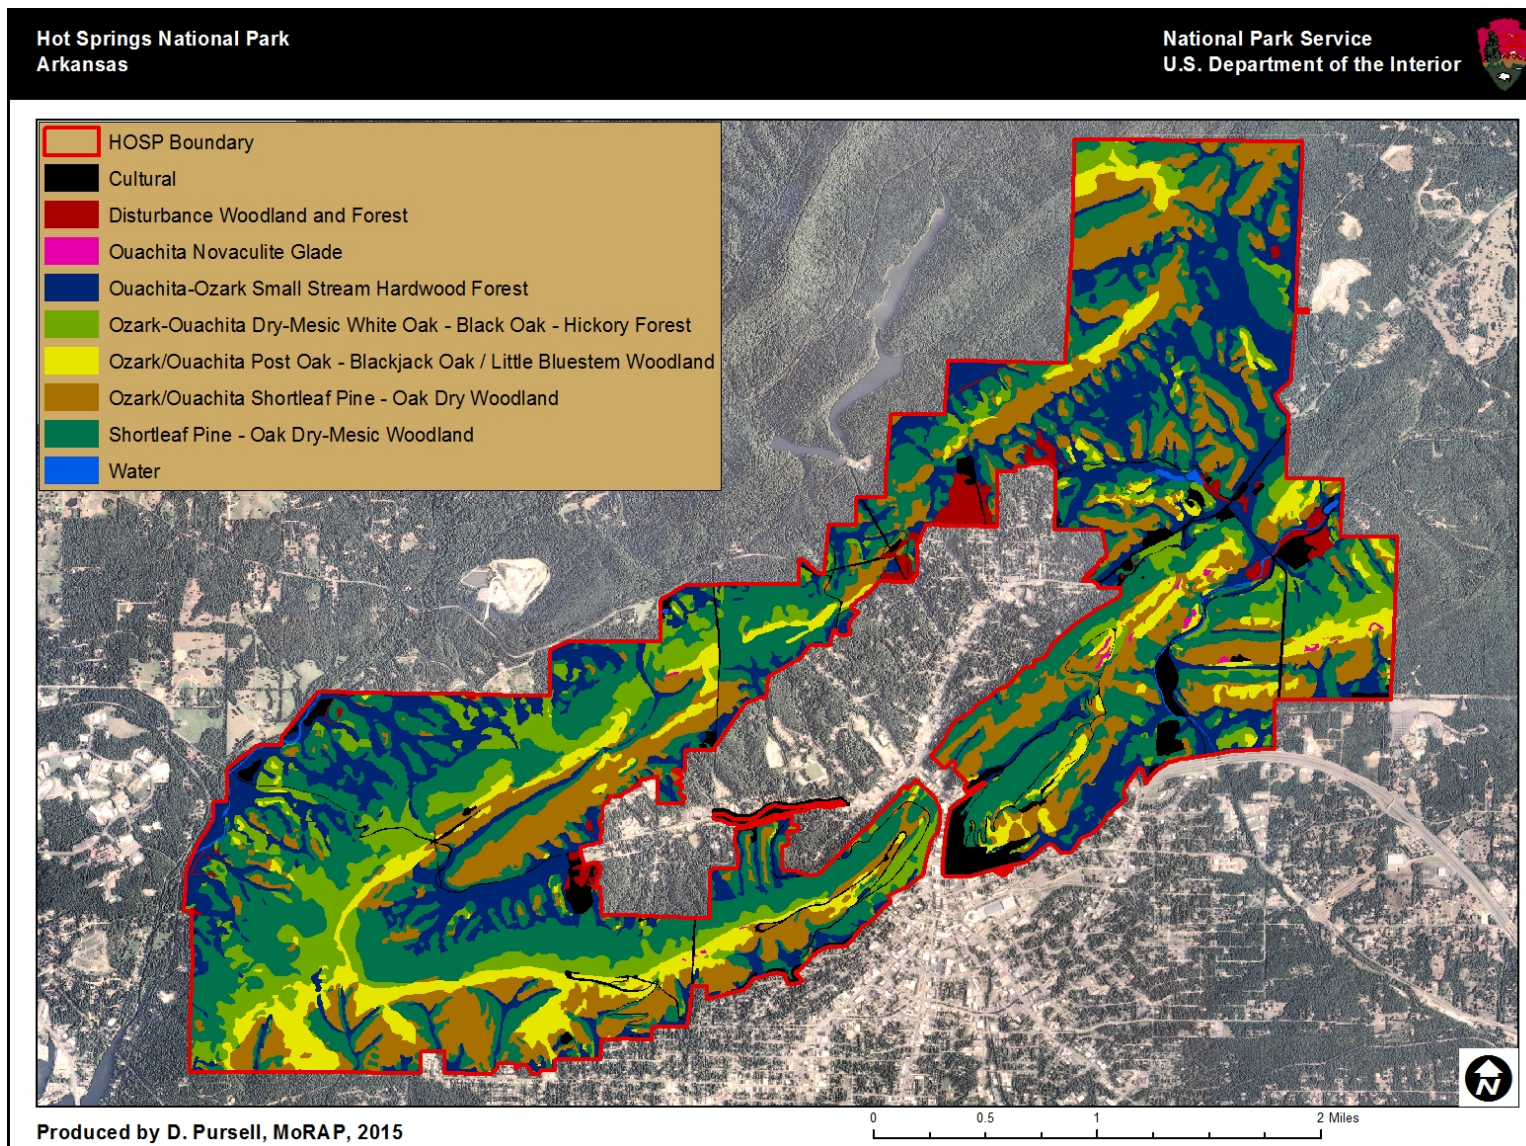 Hot Springs National Park
Arkansas
National Park Service
U.S. Department of the Interior
HOSP Boundary
Cultural
Disturbance Woodland and Forest
Ouachita Novaculite Glade
Ouachita-Ozark Small Stream Hardwood Forest
Ozark-Ouachita Dry-Mesic White Oak - Black Oak - Hickory Forest
Ozark/Ouachita Post Oak - Blackjack Oak / Little Bluestem Woodland
Ozark/Ouachita Shortleaf Pine - Oak Dry Woodland
Shortleaf Pine - Oak Dry-Mesic Woodland
Water
N
Produced by D. Pursell, MoRAP, 2015
0 0.5 1 2 Miles